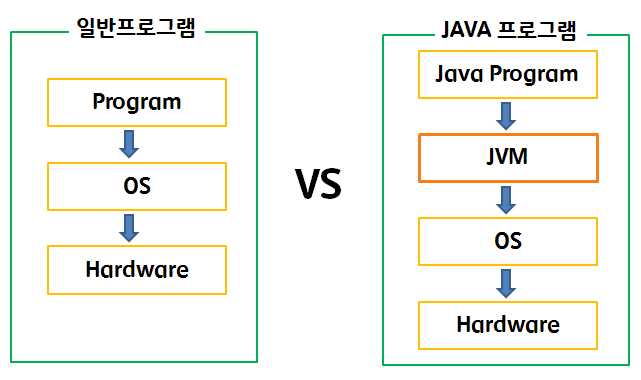 일반프로그램
Program
OS
Hardware
VS
JAVA 프로그램
Java Program
JVM
OS
Hardware